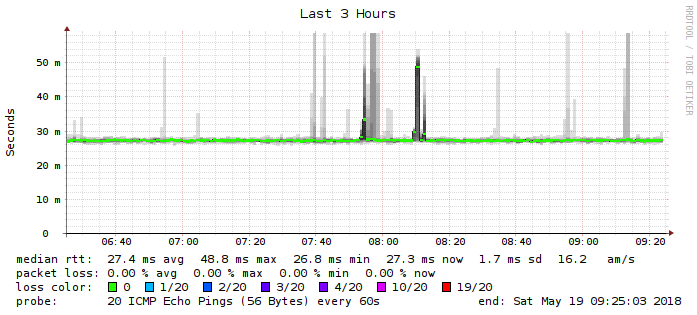 Last 3 Hours
RRDTOOL / TOBI OETIKER
Seconds
50 m
40 m
30 m
20 m
10 m
0
06:40 07:00 07:20 07:40 08:00 08:20 08:40 09:00 09:20
median rtt: 27.4 ms avg 48.8 ms max 26.8 ms min 27.3 ms now 1.7 ms sd 16.2 am/s
packet loss: 0.00 % avg 0.00 % max 0.00 % min 0.00 % now
loss color: 0 1/20 2/20 3/20 4/20 10/20 19/20
probe: 20 ICMP Echo Pings (56 Bytes) every 60s end: Sat May 19 09:25:03 2018